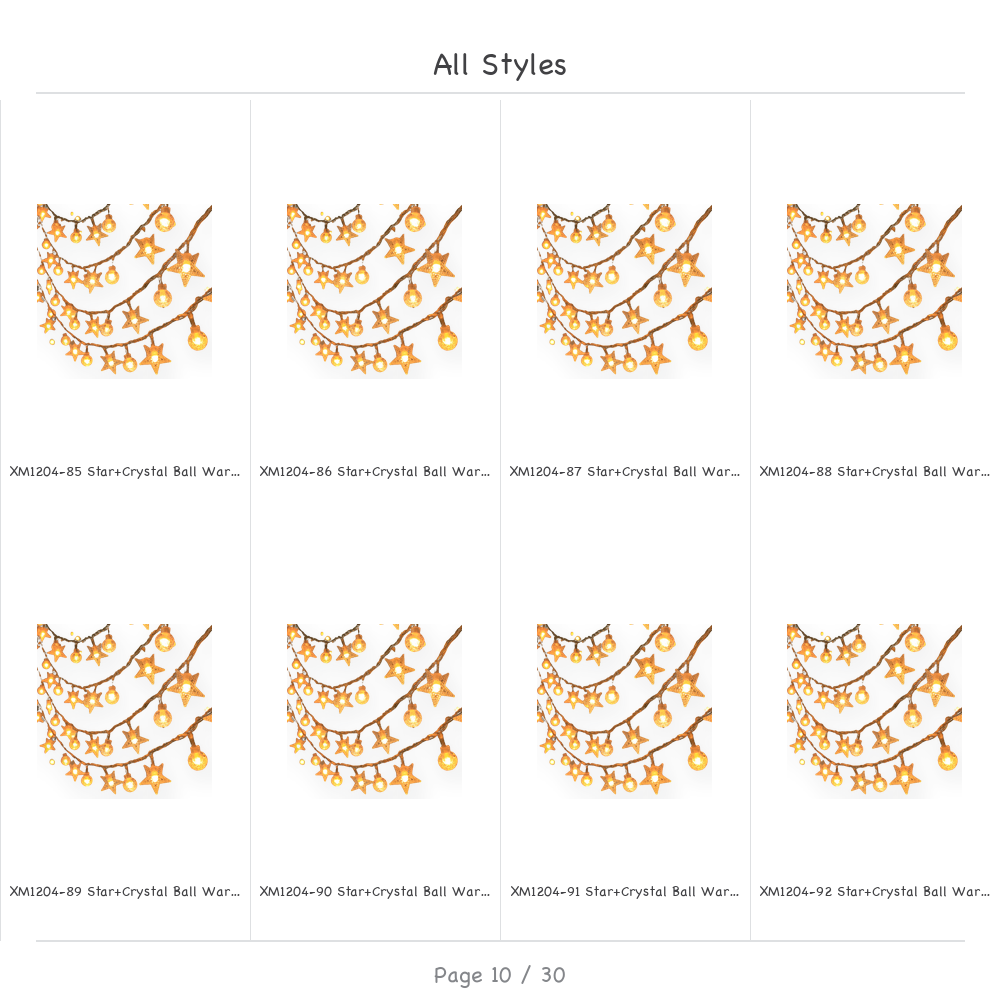 All Styles
XM1204-85 Star+Crystal Ball War...
XM1204-86 Star+Crystal Ball War...
XM1204-87 Star+Crystal Ball War...
XM1204-88 Star+Crystal Ball War...
XM1204-89 Star+Crystal Ball War...
XM1204-90 Star+Crystal Ball War...
XM1204-91 Star+Crystal Ball War...
XM1204-92 Star+Crystal Ball War...
Page 10 / 30